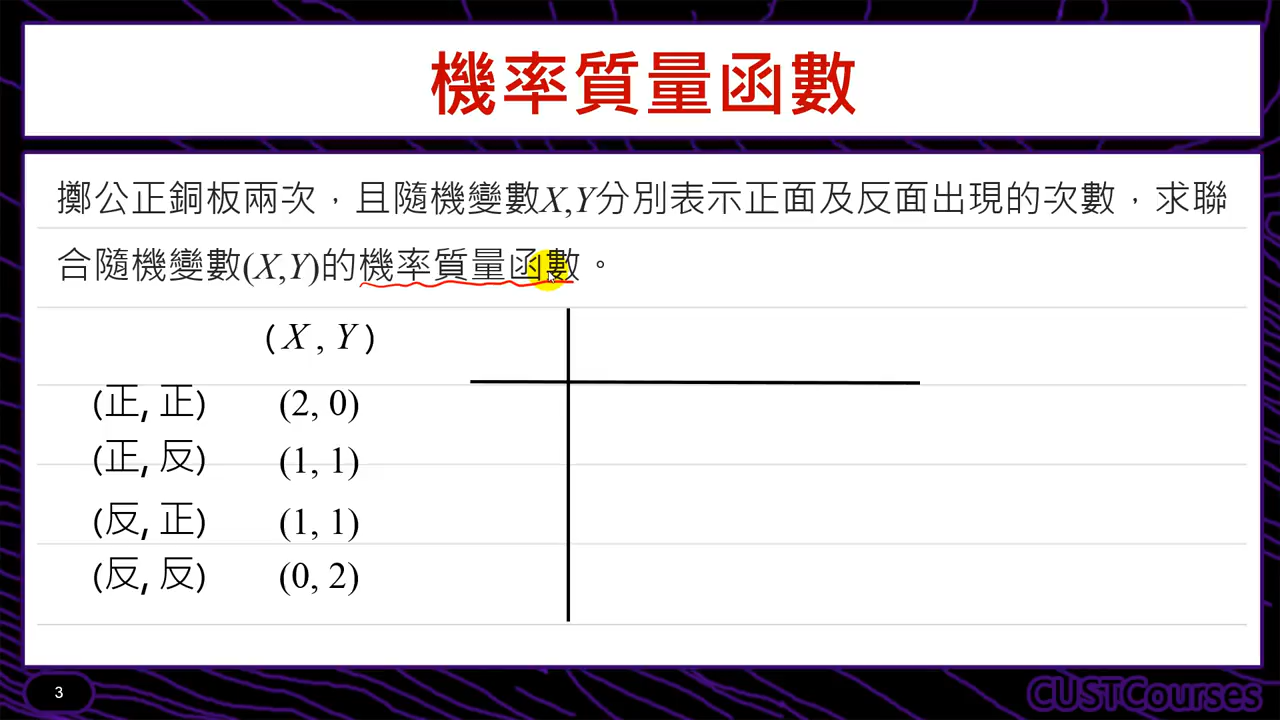 機率質量函數
擲公正銅板兩次，且隨機變數X,Y分別表示正面及反面出現的次數，求聯
合隨機變數(X,Y)的機率質量函數。
( X , Y )
(正, 正) (2, 0)
(正, 反) (1, 1)
(反, 正) (1, 1)
(反, 反) (0, 2)
3
CUSTCourses